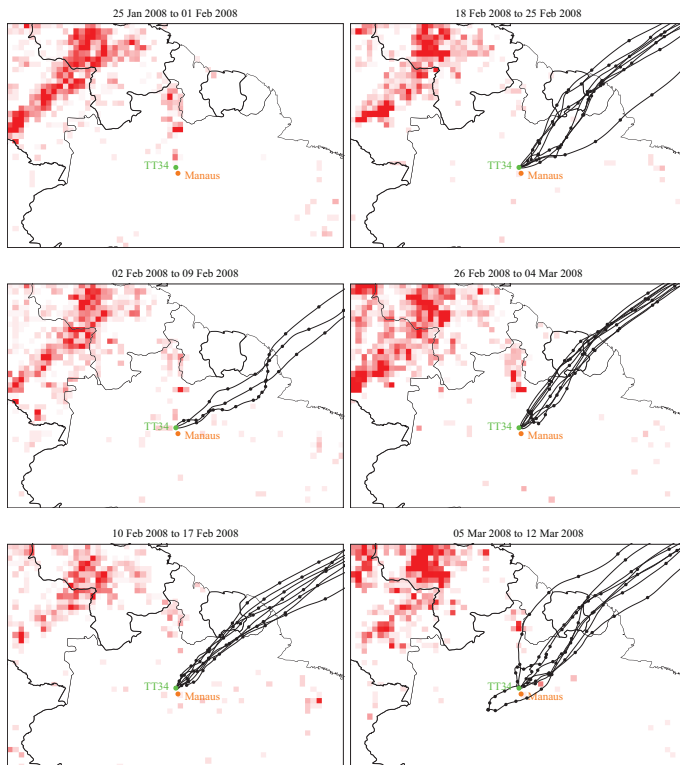 25 Jan 2008 to 01 Feb 2008
18 Feb 2008 to 25 Feb 2008
TT34
Manaus
TT34
Manaus
02 Feb 2008 to 09 Feb 2008
26 Feb 2008 to 04 Mar 2008
TT34
Manaus
TT34
Manaus
10 Feb 2008 to 17 Feb 2008
05 Mar 2008 to 12 Mar 2008
TT34
Manaus
TT34
Manaus